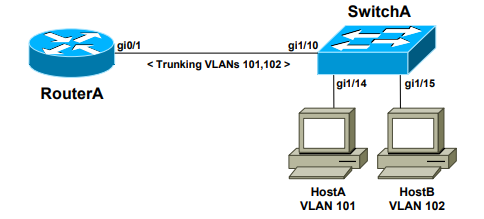 SwitchA
gi0/1
gi1/10
< Trunking VLANs 101,102 >
RouterA
gi1/14
gi1/15
HostA
VLAN 101
HostB
VLAN 102